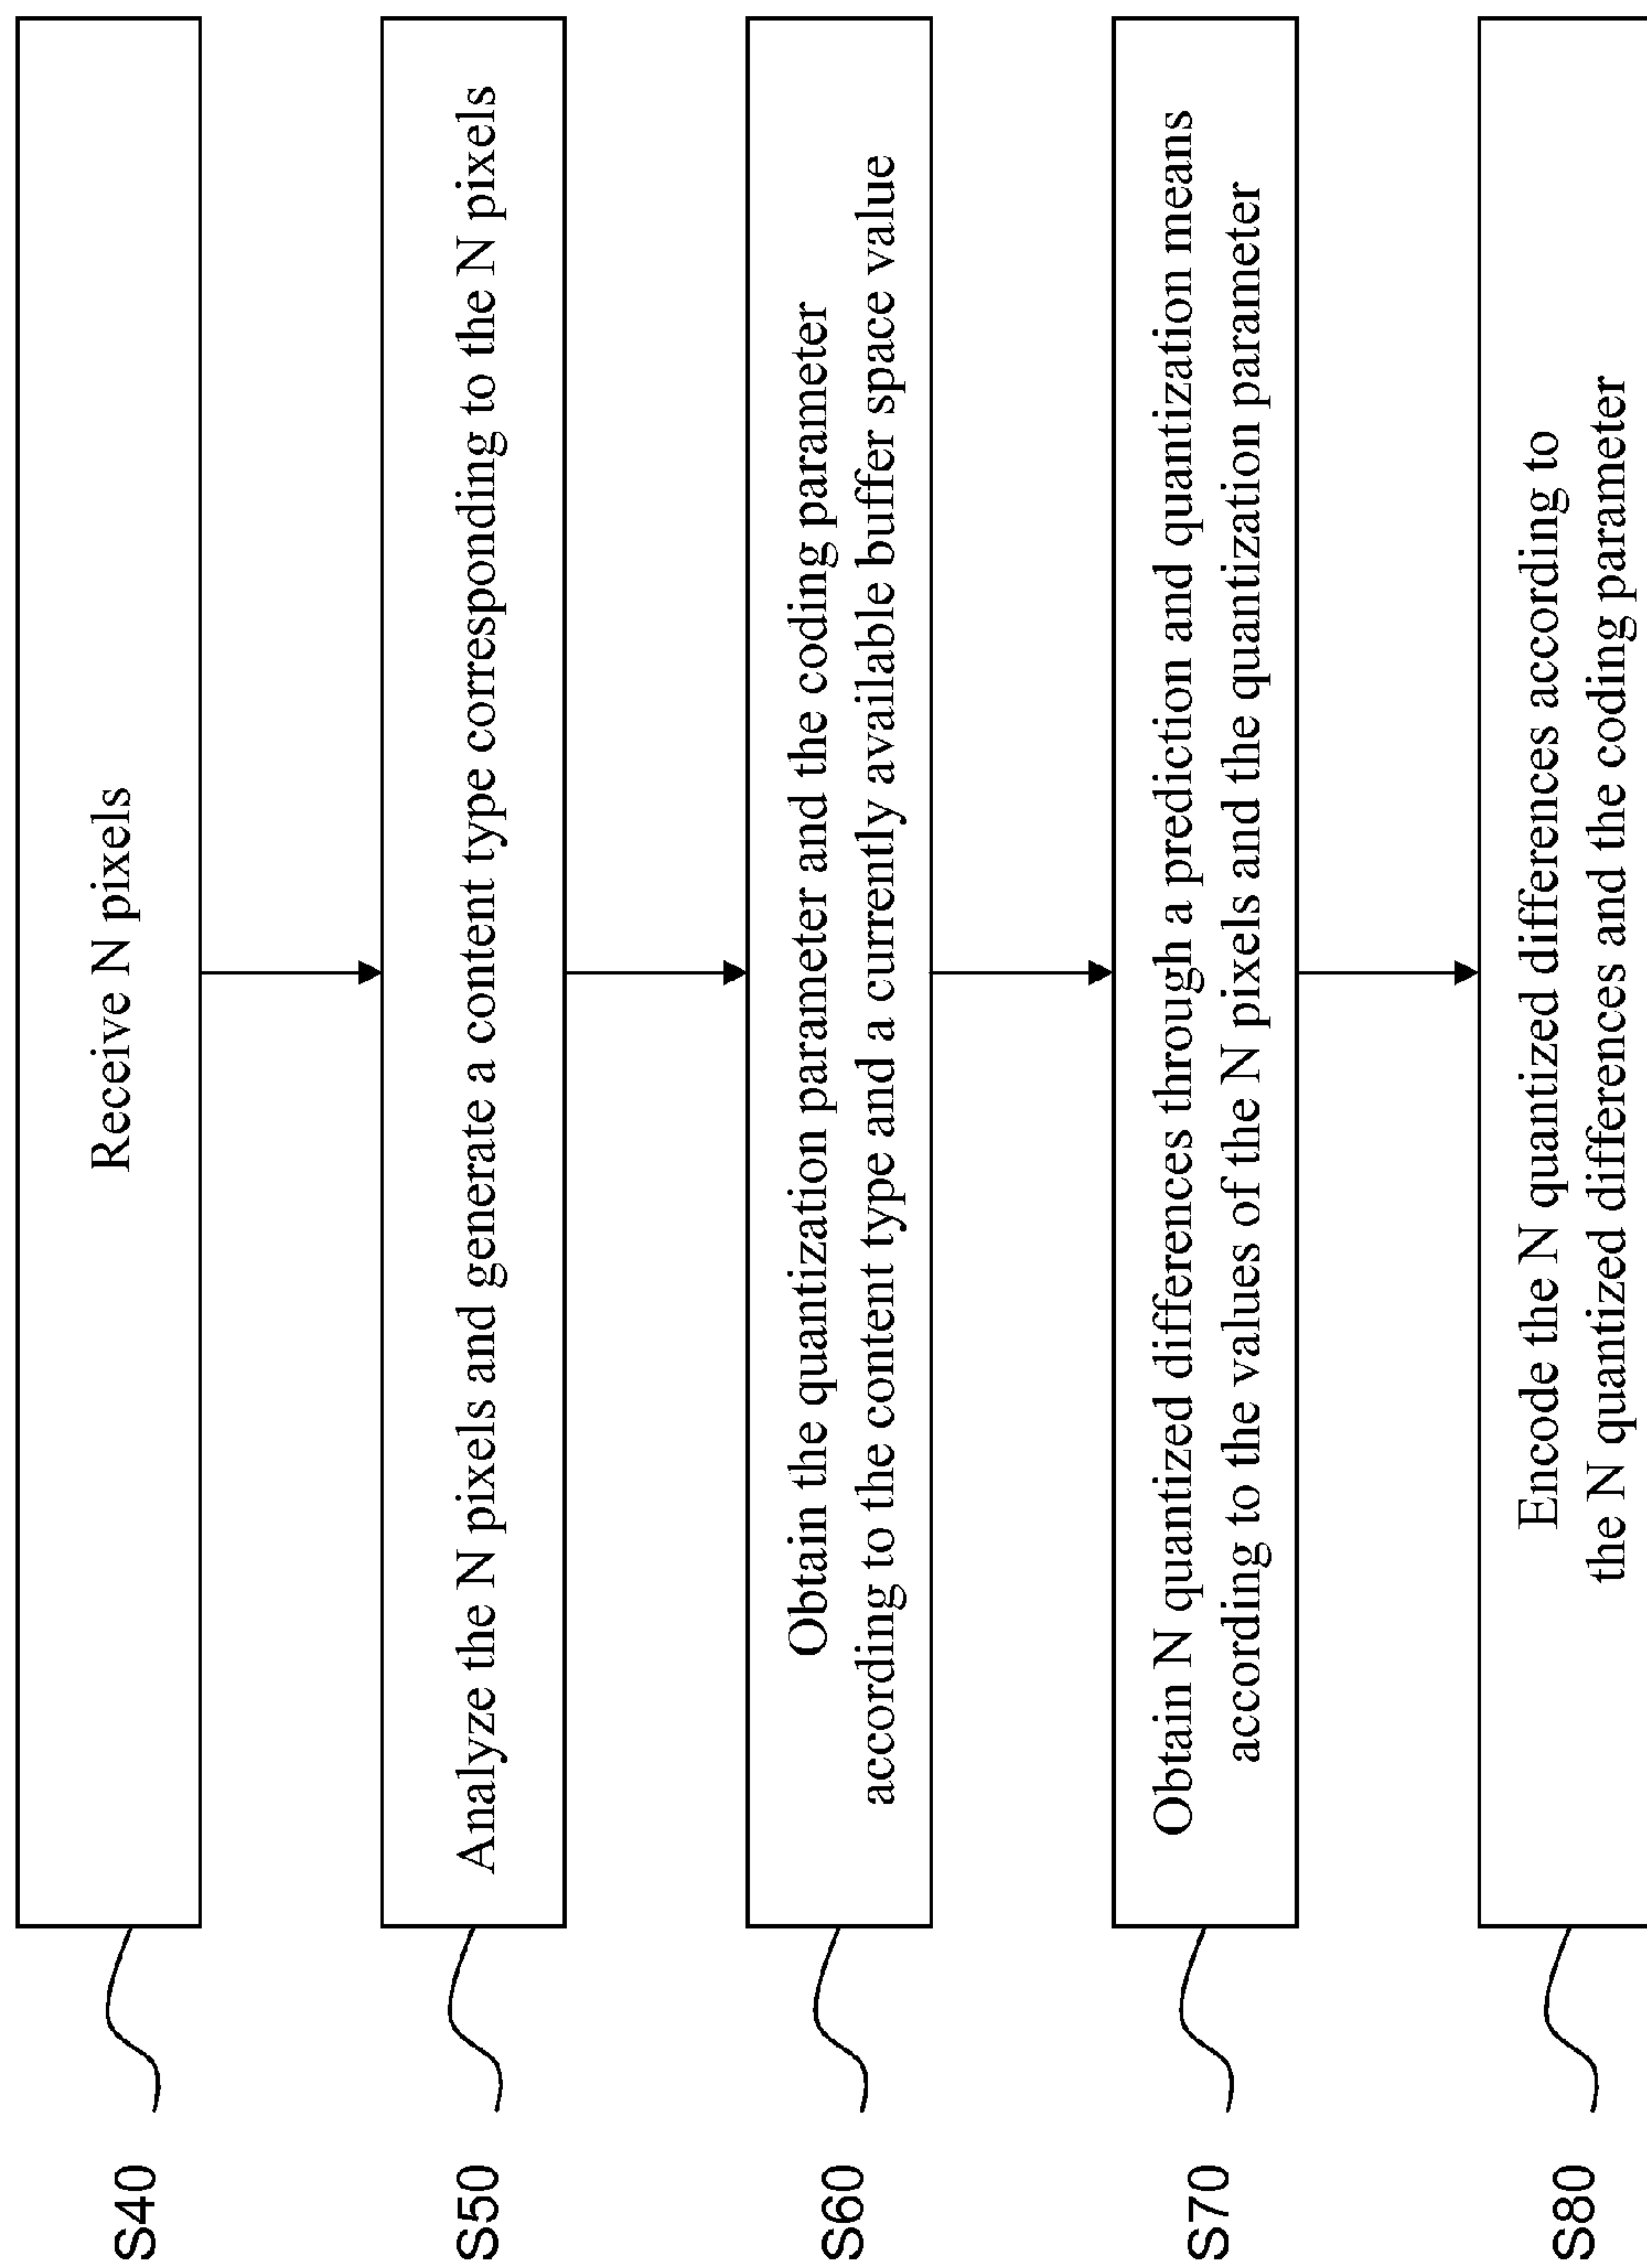 S40
Receive N pixels
S50
Analyze the N pixels and generate a content type corresponding to the N pixels
S60
Obtain the quantization parameter and the coding parameter
according to the content type and a currently available buffer space value
S70
Obtain N quantized differences through a prediction and quantization means
according to the values of the N pixels and the quantization parameter
S80
Encode the N quantized differences according to
the N quantized differences and the coding parameter